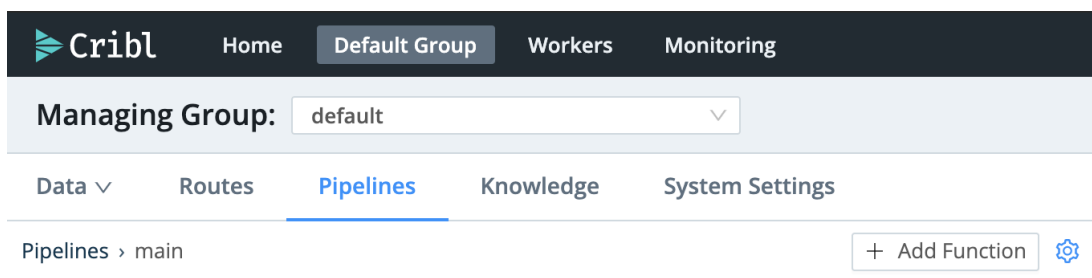 Cribl Home Default Group Workers Monitoring
Managing Group: default
Data Routes Pipelines Knowledge System Settings
Pipelines › main + Add Function